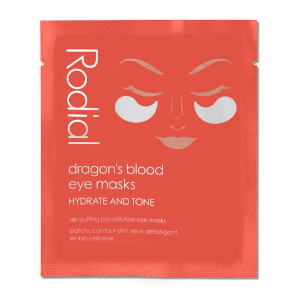 Rodial
dragon's blood
eye masks
HYDRATE AND TONE
de-puffing bio cellulose eye masks
patchs contour des yeux défatigant
en bio cellulose